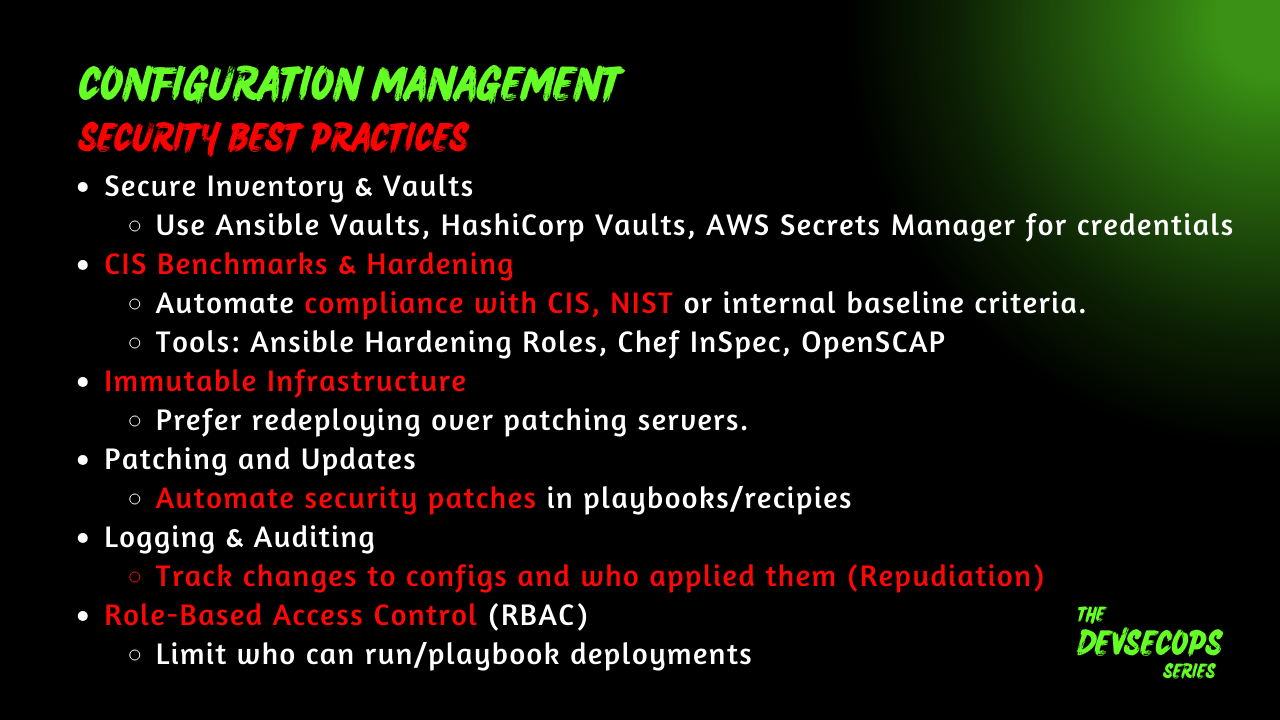 CONFIGURATION MANAGEMENT
SECURITY BEST PRACTICES
• Secure Inventory & Vaults
○ Use Ansible Vaults, HashiCorp Vaults, AWS Secrets Manager for credentials
• CIS Benchmarks & Hardening
○ Automate compliance with CIS, NIST or internal baseline criteria.
○ Tools: Ansible Hardening Roles, Chef InSpec, OpenSCAP
• Immutable Infrastructure
○ Prefer redeploying over patching servers.
• Patching and Updates
○ Automate security patches in playbooks/recipies
• Logging & Auditing
○ Track changes to configs and who applied them (Repudiation)
• Role-Based Access Control (RBAC)
○ Limit who can run/playbook deployments
THE
DEVSECOPS
SERIES